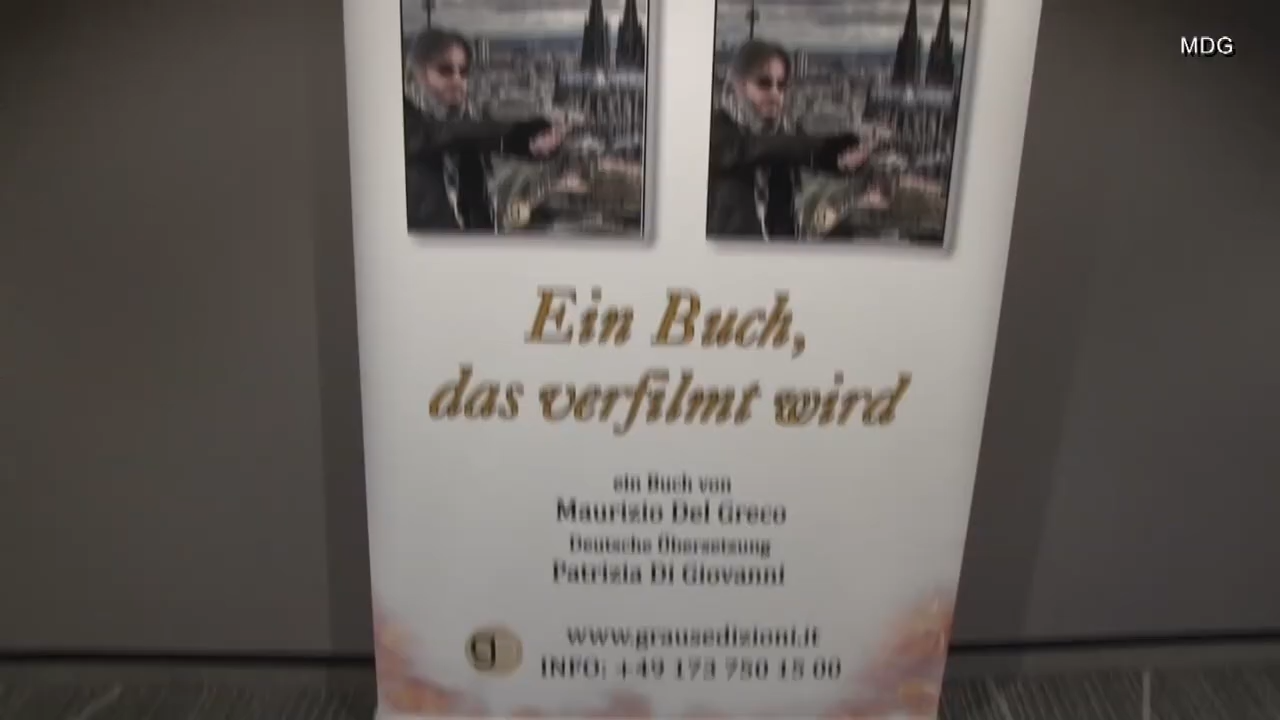 MDG
Ein Buch,
das verfilmt wird
ein Buch von
Maurizio Del Greco
Deutsche Übersetzung
Patrizia Di Giovanni
g
www.grausedizioni.it
INFO: +49 173 750 15 00